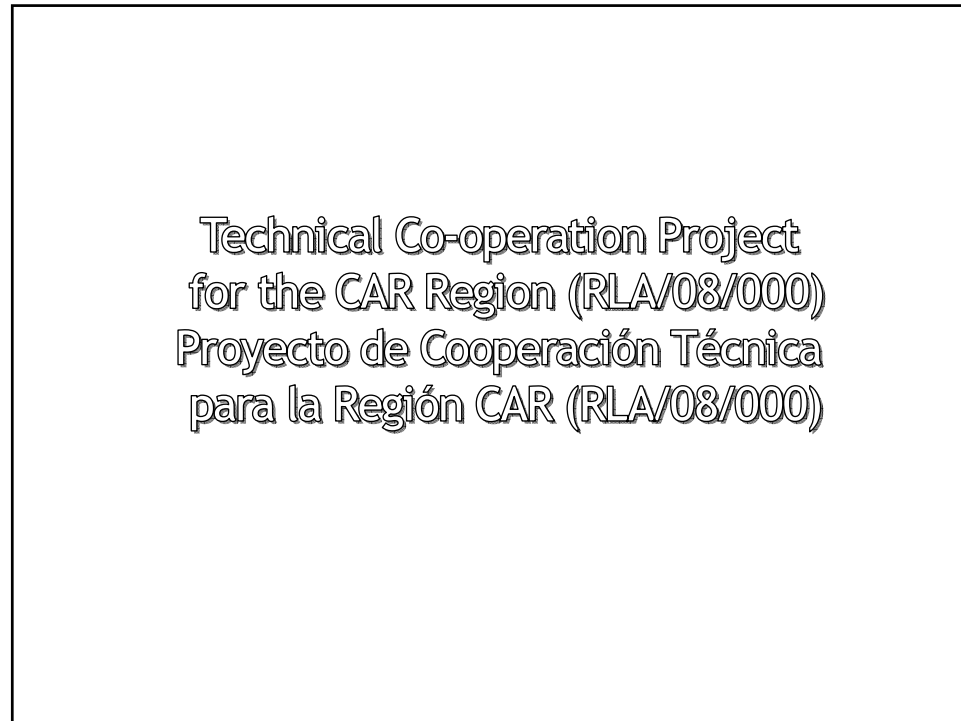 Technical Co-operation Project
for the CAR Region (RLA/08/000)
Proyecto de Cooperación Técnica
para la Región CAR (RLA/08/000)